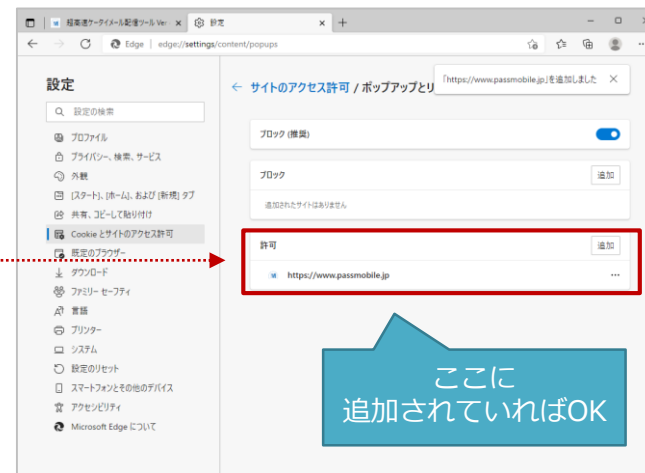 超高速ケータイメール配信ツール Ver
設定
Edge | edge://settings/content/popups
設定
設定の検索
プロファイル
プライバシー、検索、サービス
外観
[スタート]、[ホーム]、および [新規] タブ
共有、コピーして貼り付け
Cookie とサイトのアクセス許可
既定のブラウザー
ダウンロード
ファミリー セーフティ
言語
プリンター
システム
設定のリセット
スマートフォンとその他のデバイス
アクセシビリティ
Microsoft Edge について
サイトのアクセス許可 / ポップアップとリ
「https://www.passmobile.jp」を追加しました
ブロック (推奨)
ブロック
追加
追加されたサイトはありません
許可
追加
https://www.passmobile.jp
ここに
追加されていればOK